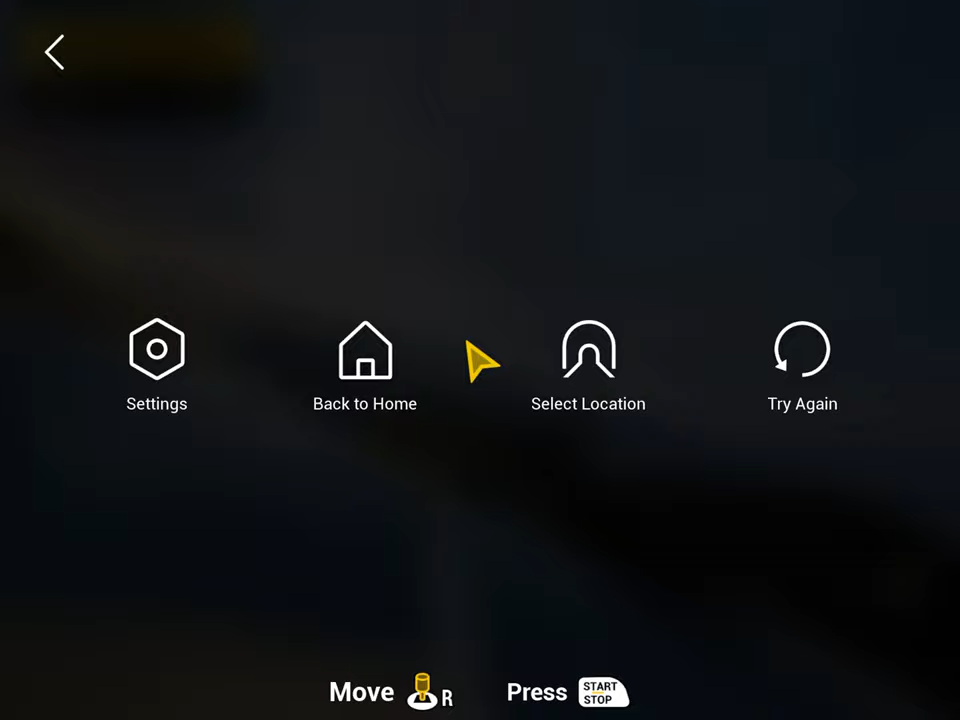 Settings
Back to Home
Select Location
Try Again
Move R Press START STOP